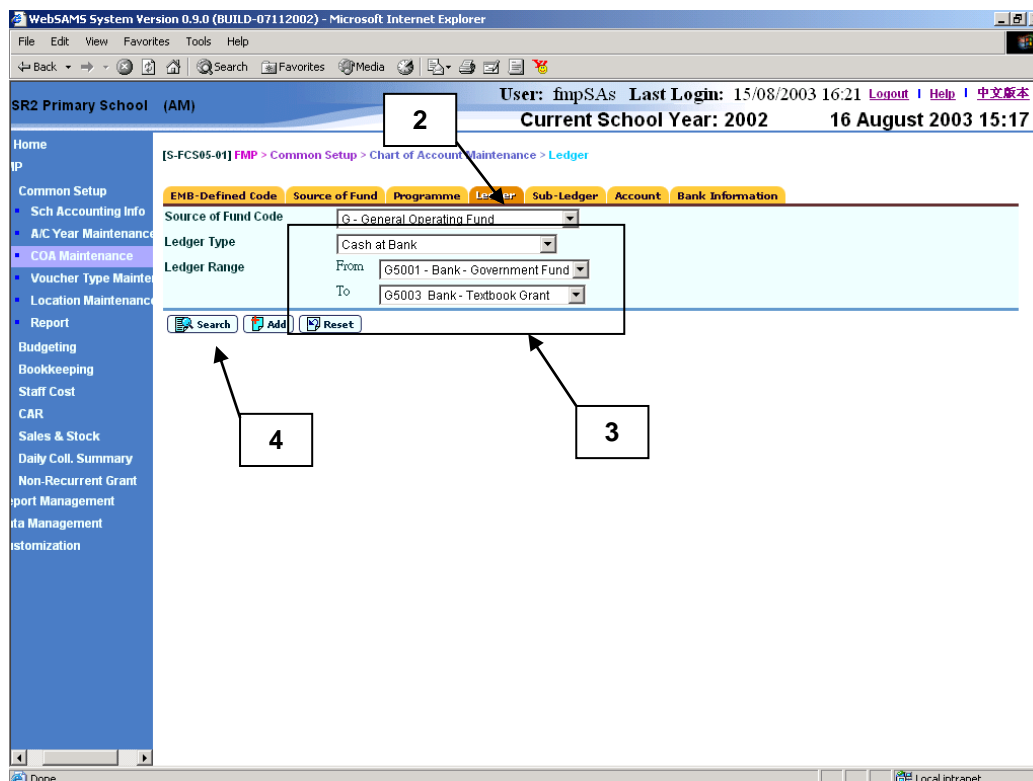 WebSAMS System Version 0.9.0 (BUILD-07112002) - Microsoft Internet Explorer
File Edit View Favorites Tools Help
Back Search Favorites Media
SR2 Primary School (AM)
User: fmpSAs Last Login: 15/08/2003 16:21 Logout | Help | 中文版本
Current School Year: 2002 16 August 2003 15:17
2
Home
IP
Common Setup
Sch Accounting Info
A/C Year Maintenance
COA Maintenance
Voucher Type Mainte
Location Maintenance
Report
Budgeting
Bookkeeping
Staff Cost
CAR
Sales & Stock
Daily Coll. Summary
Non-Recurrent Grant
port Management
ta Management
stomization
[S-FCS05-01] FMP > Common Setup > Chart of Account Maintenance > Ledger
EMB-Defined Code Source of Fund Programme Ledger Sub-Ledger Account Bank Information
Source of Fund Code G - General Operating Fund
Ledger Type Cash at Bank
Ledger Range From G5001 - Bank - Government Fund
To G5003 Bank - Textbook Grant
Search Add Reset
4
3
Done Local intranet